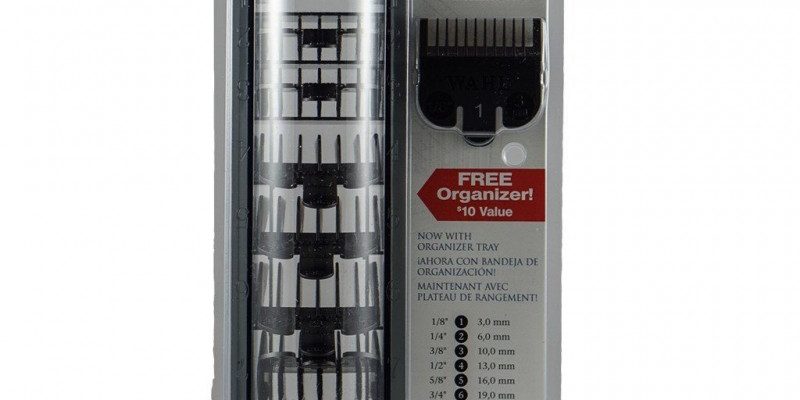 WAHL
1
FREE
Organizer!
$10 Value
NOW WITH
ORGANIZER TRAY
¡AHORA CON BANDEJA DE
ORGANIZACIÓN!
MAINTENANT AVEC
PLATEAU DE RANGEMENT!
1/8" 1 3,0 mm
1/4" 2 6,0 mm
3/8" 3 10,0 mm
1/2" 4 13,0 mm
5/8" 5 16,0 mm
3/4" 6 19,0 mm